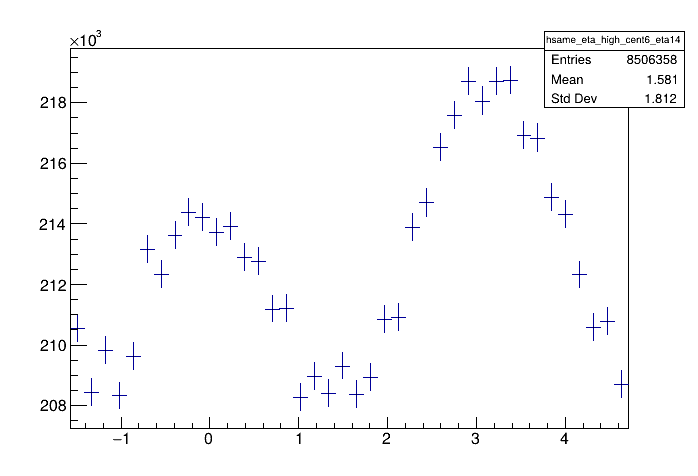 ×10³
hsame_eta_high_cent6_eta14
Entries 8506358
Mean 1.581
Std Dev 1.812
218
216
214
212
210
208
−1 0 1 2 3 4